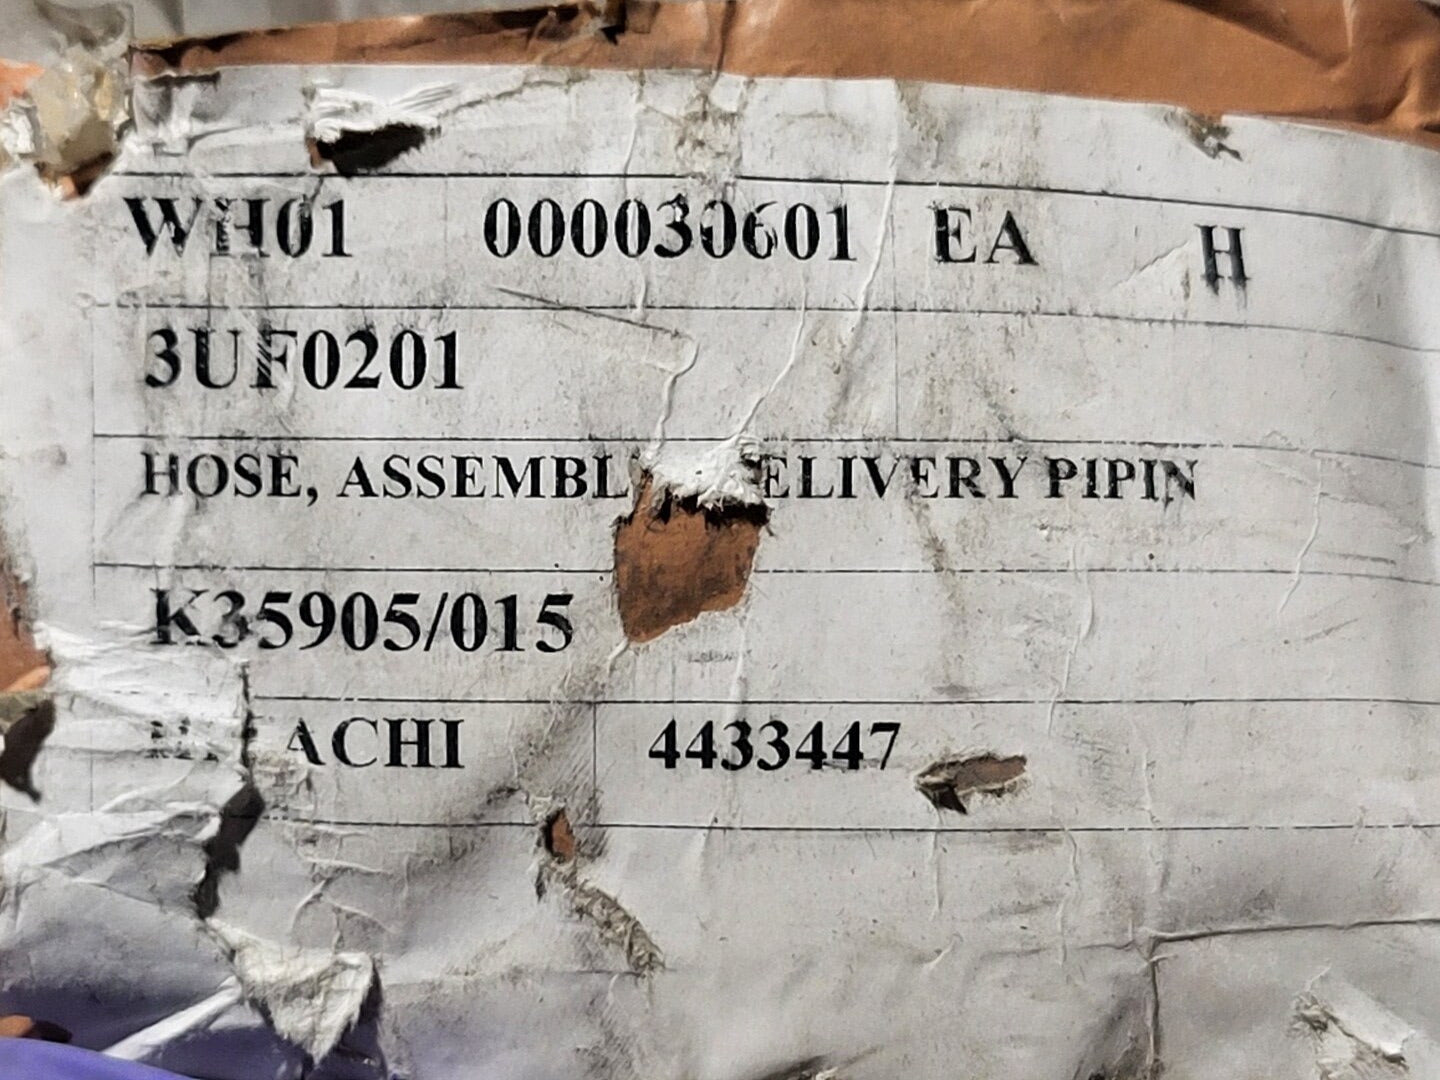 WH01 000030601 EA H
3UF0201
HOSE, ASSEMBL ELIVERY PIPIN
K35905/015
ACHI 4433447